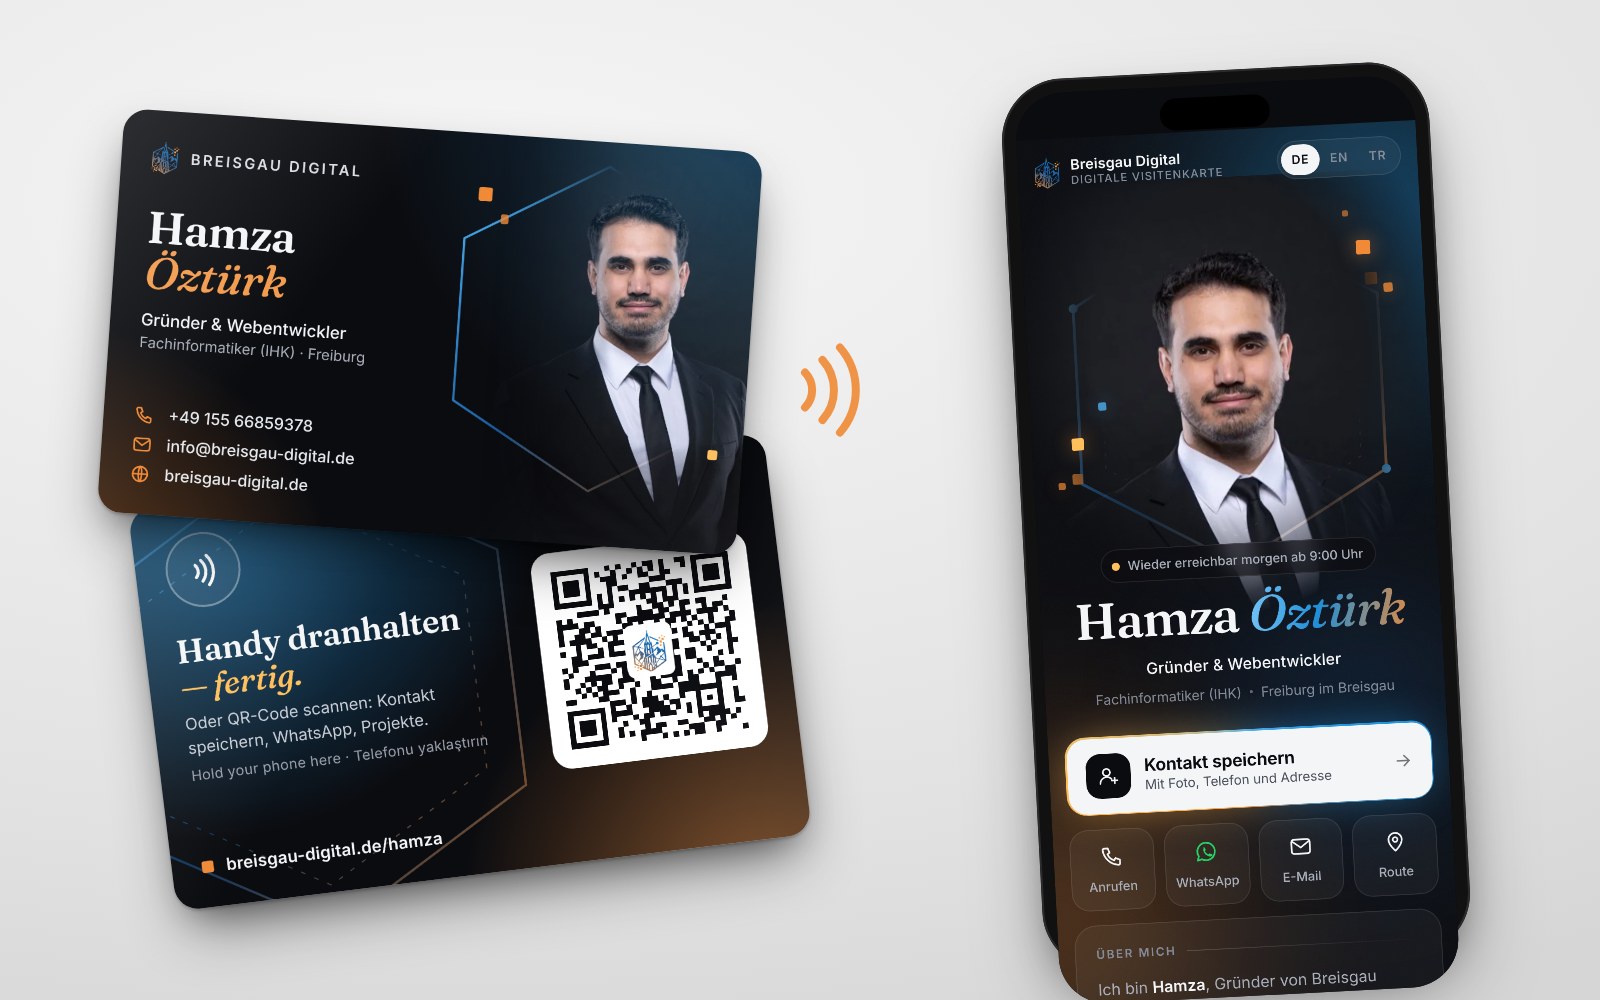 BREISGAU DIGITAL
Hamza
Öztürk
Gründer & Webentwickler
Fachinformatiker (IHK) · Freiburg
+49 155 66859378
info@breisgau-digital.de
breisgau-digital.de
Handy dranhalten
— fertig.
Oder QR-Code scannen: Kontakt
speichern, WhatsApp, Projekte.
Hold your phone here · Telefonu yaklaştırın
breisgau-digital.de/hamza
Breisgau Digital
DIGITALE VISITENKARTE
DE EN TR
Wieder erreichbar morgen ab 9:00 Uhr
Hamza Öztürk
Gründer & Webentwickler
Fachinformatiker (IHK) • Freiburg im Breisgau
Kontakt speichern
Mit Foto, Telefon und Adresse
Anrufen WhatsApp E-Mail Route
ÜBER MICH
Ich bin Hamza, Gründer von Breisgau